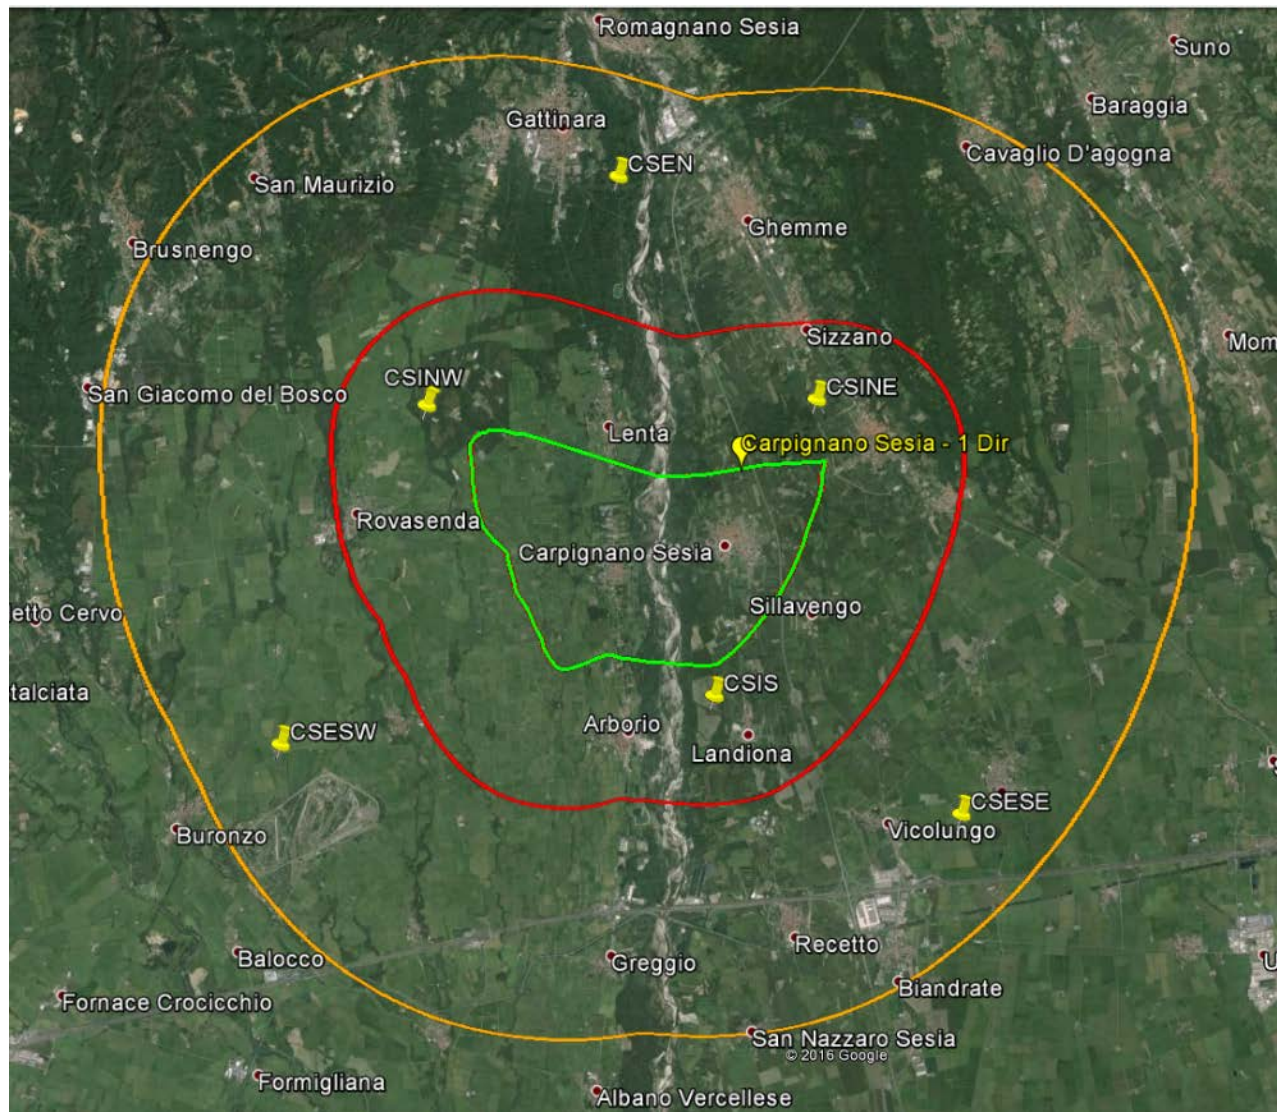 Romagnano Sesia
Suno
Baraggia
Gattinara
Cavaglio D'agogna
CSEN
San Maurizio
Ghemme
Brusnengo
Sizzano
Mom
CSINW
CSINE
San Giacomo del Bosco
Lenta
Carpignano Sesia - 1 Dir
Rovasenda
Carpignano Sesia
Sillavengo
letto Cervo
talciata
CSIS
Arborio
CSESW
Landiona
CSESE
Vicolungo
Buronzo
Recetto
Balocco
Greggio
U
Biandrate
Fornace Crocicchio
San Nazzaro Sesia
© 2016 Google
Formigliana
Albano Vercellese